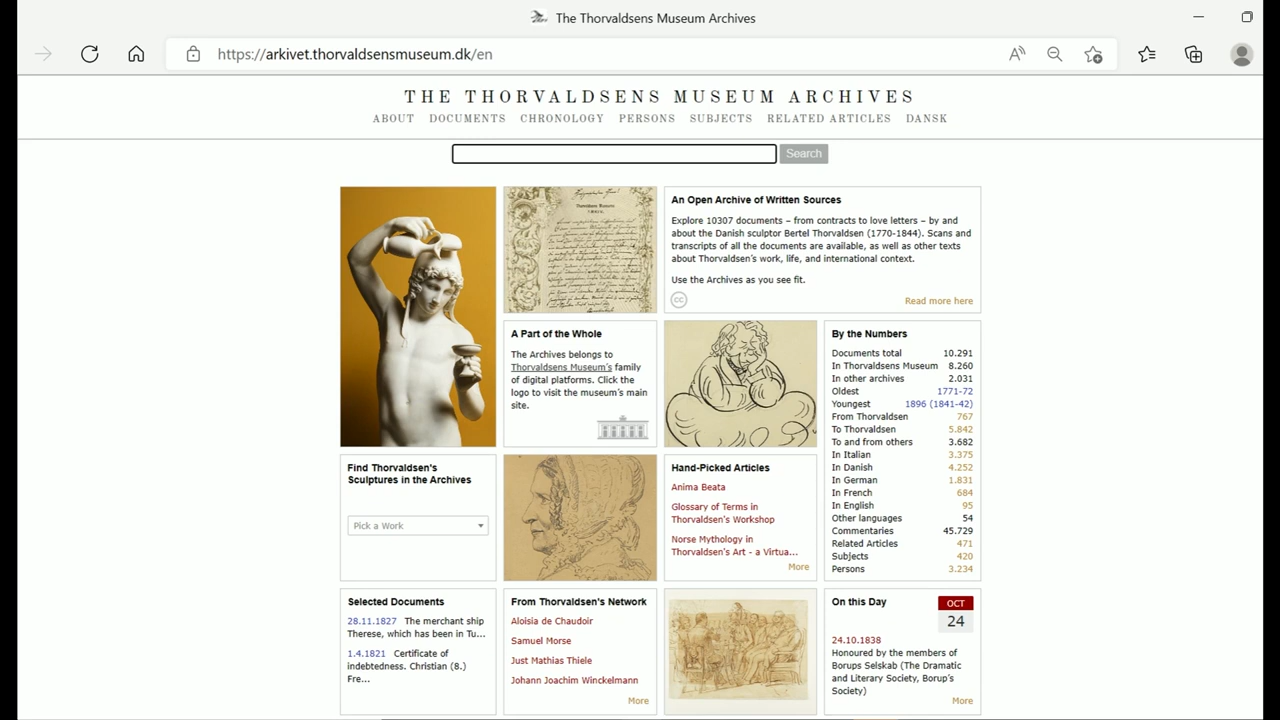 The Thorvaldsens Museum Archives
https://arkivet.thorvaldsensmuseum.dk/en
THE THORVALDSENS MUSEUM ARCHIVES
ABOUT DOCUMENTS CHRONOLOGY PERSONS SUBJECTS RELATED ARTICLES DANSK
Search
An Open Archive of Written Sources
Explore 10307 documents – from contracts to love letters – by and
about the Danish sculptor Bertel Thorvaldsen (1770-1844). Scans and
transcripts of all the documents are available, as well as other texts
about Thorvaldsen's work, life, and international context.
Use the Archives as you see fit.
cc
Read more here
A Part of the Whole
The Archives belongs to
Thorvaldsens Museum's family
of digital platforms. Click the
logo to visit the museum's main
site.
By the Numbers
Documents total 10.291
In Thorvaldsens Museum 8.260
In other archives 2.031
Oldest 1771-72
Youngest 1896 (1841-42)
From Thorvaldsen 767
To Thorvaldsen 5.842
To and from others 3.682
In Italian 3.375
In Danish 4.252
In German 1.831
In French 684
In English 95
Other languages 54
Commentaries 45.729
Related Articles 471
Subjects 420
Persons 3.234
Find Thorvaldsen's
Sculptures in the Archives
Pick a Work
Hand-Picked Articles
Anima Beata
Glossary of Terms in
Thorvaldsen's Workshop
Norse Mythology in
Thorvaldsen's Art - a Virtua...
More
Selected Documents
28.11.1827 The merchant ship
Therese, which has been in Tu...
1.4.1821 Certificate of
indebtedness. Christian (8.)
Fre...
From Thorvaldsen's Network
Aloisia de Chaudoir
Samuel Morse
Just Mathias Thiele
Johann Joachim Winckelmann
More
On this Day
OCT
24
24.10.1838
Honoured by the members of
Borups Selskab (The Dramatic
and Literary Society, Borup's
Society)
More